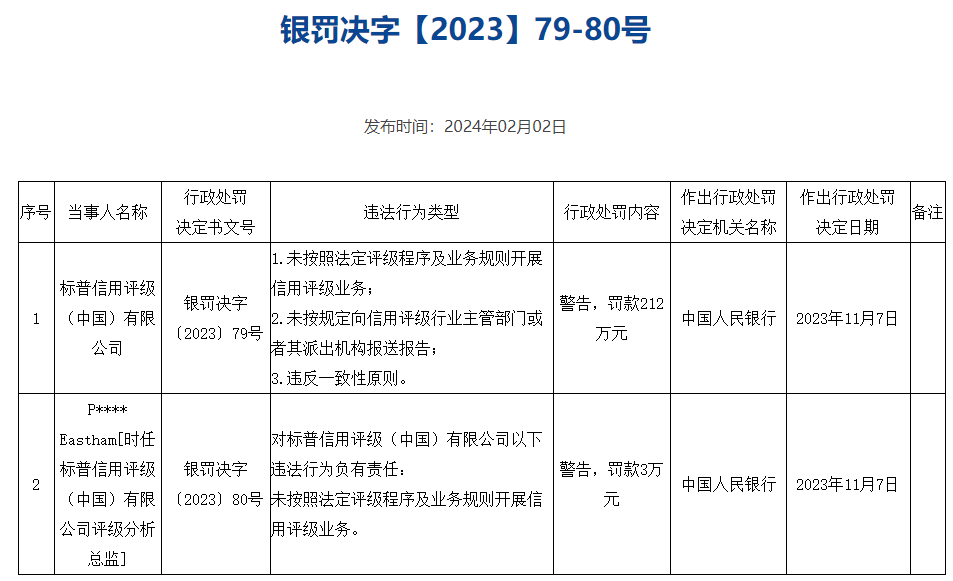 银罚决字【2023】79-80号
发布时间：2024年02月02日
序号
当事人名称
行政处罚
决定书文号
违法行为类型
行政处罚内容
作出行政处罚
决定机关名称
作出行政处罚
决定日期
备注
1
标普信用评级
（中国）有限
公司
银罚决字
〔2023〕79号
1.未按照法定评级程序及业务规则开展
信用评级业务；
2.未按规定向信用评级行业主管部门或
者其派出机构报送报告；
3.违反一致性原则。
警告，罚款212
万元
中国人民银行
2023年11月7日
2
P****
Eastham[时任
标普信用评级
（中国）有限
公司评级分析
总监]
银罚决字
〔2023〕80号
对标普信用评级（中国）有限公司以下
违法行为负有责任：
未按照法定评级程序及业务规则开展信
用评级业务。
警告，罚款3万
元
中国人民银行
2023年11月7日